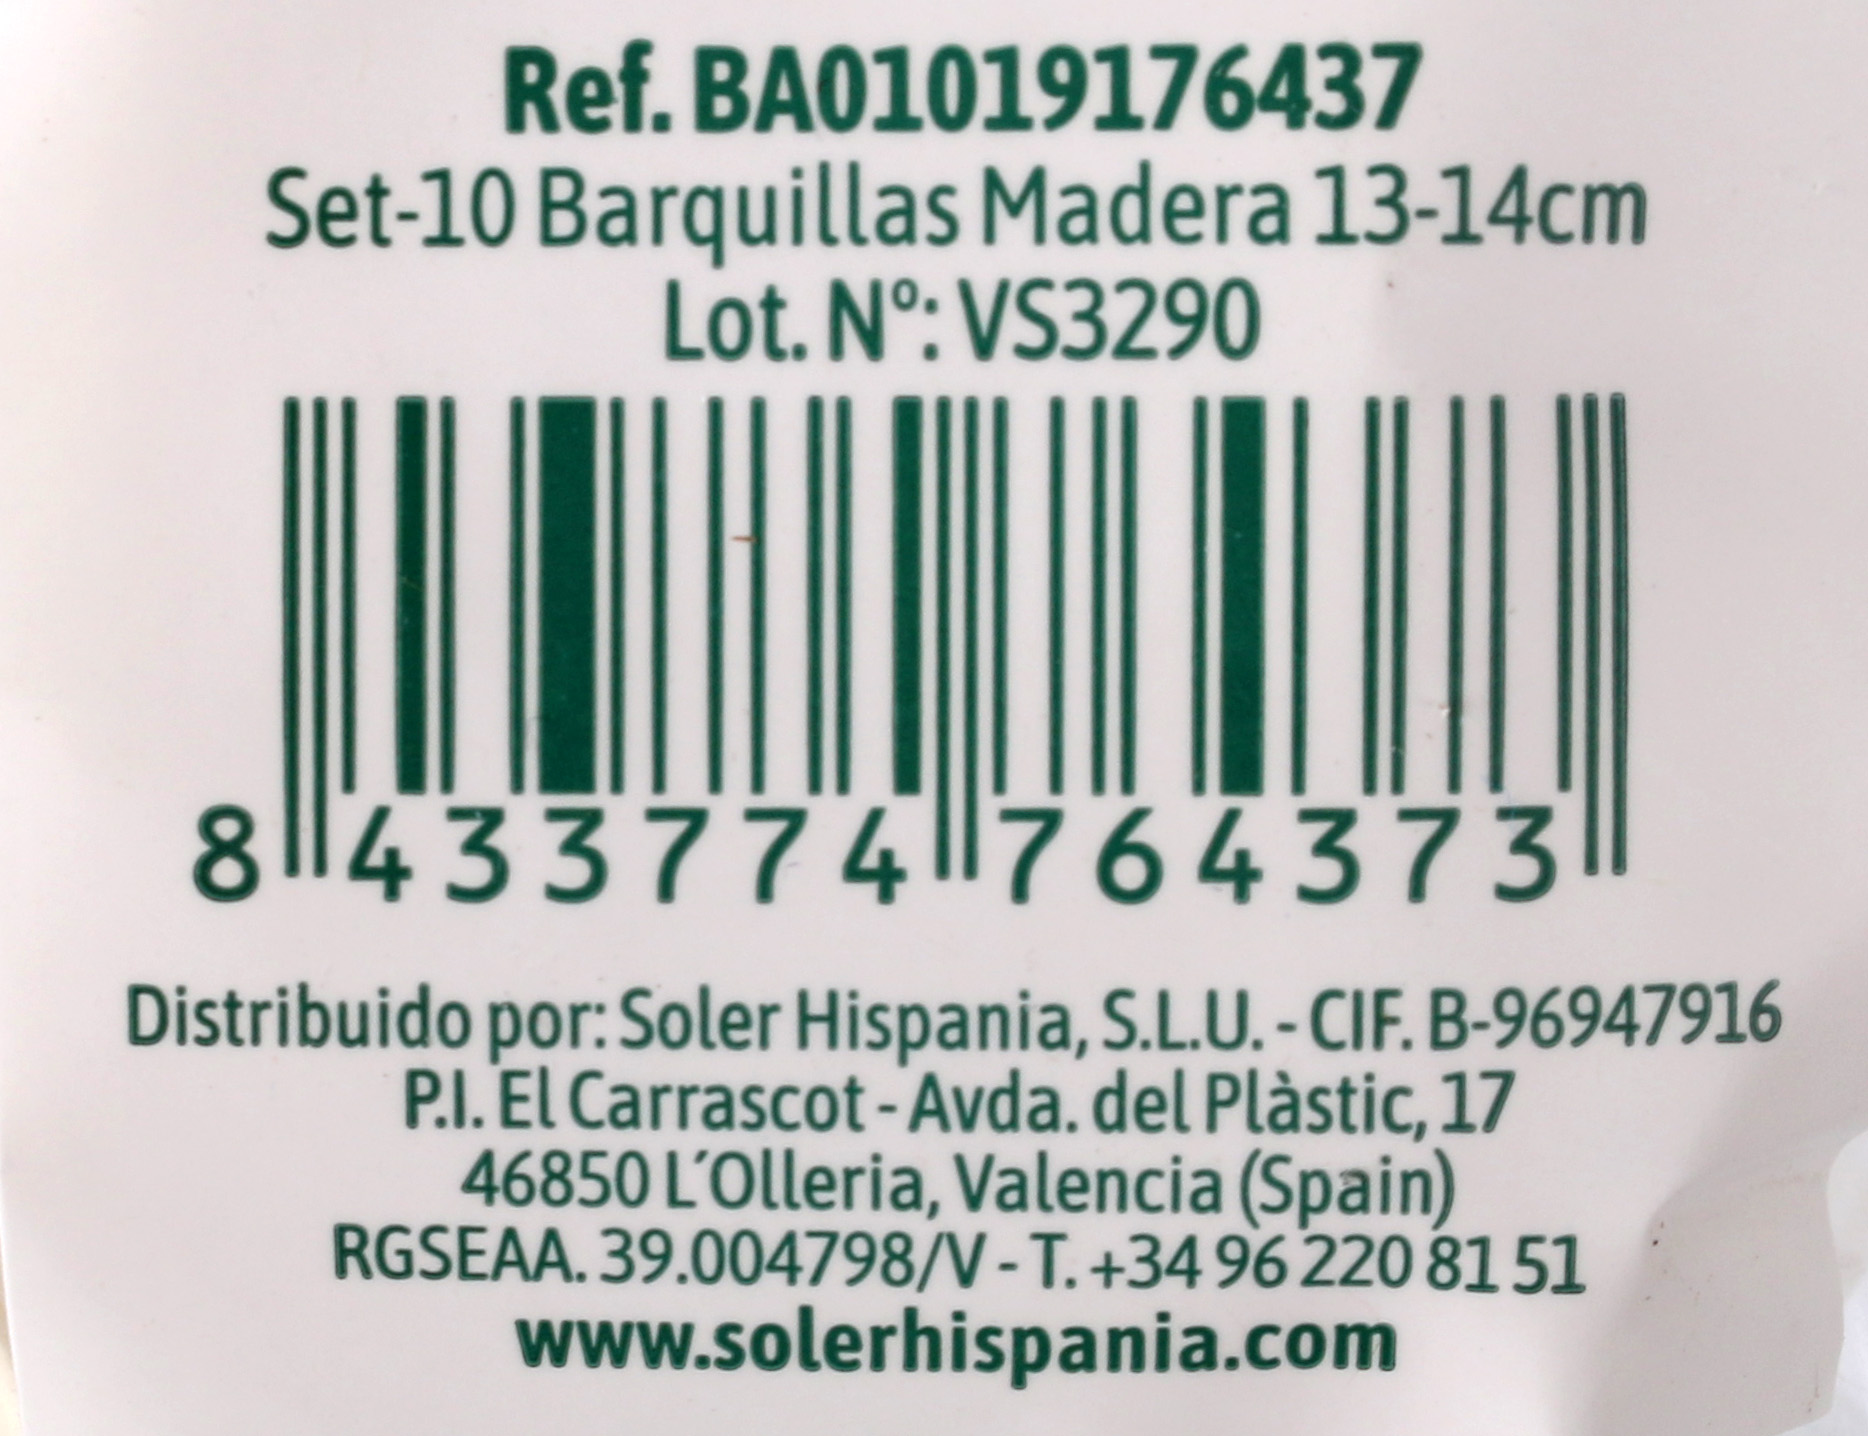 Ref. BA01019176437
Set-10 Barquillas Madera 13-14cm
Lot. Nº: VS3290
8 433774 764373
Distribuido por: Soler Hispania, S.L.U. - CIF. B-96947916
P.I. El Carrascot - Avda. del Plàstic, 17
46850 L´Olleria, Valencia (Spain)
RGSEAA. 39.004798/V - T. +34 96 220 81 51
www.solerhispania.com